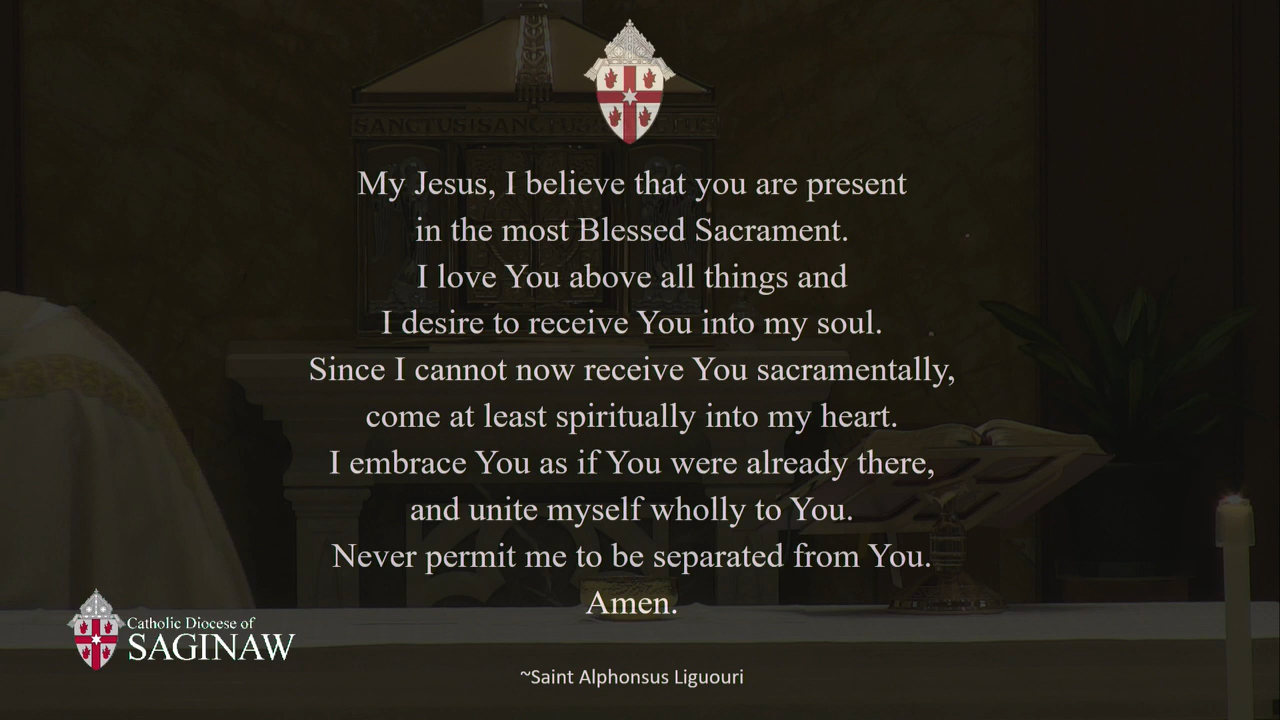 SANCTUS SANCTUS
My Jesus, I believe that you are present
in the most Blessed Sacrament.
I love You above all things and
I desire to receive You into my soul.
Since I cannot now receive You sacramentally,
come at least spiritually into my heart.
I embrace You as if You were already there,
and unite myself wholly to You.
Never permit me to be separated from You.
Amen.
Catholic Diocese of
SAGINAW
~Saint Alphonsus Liguouri